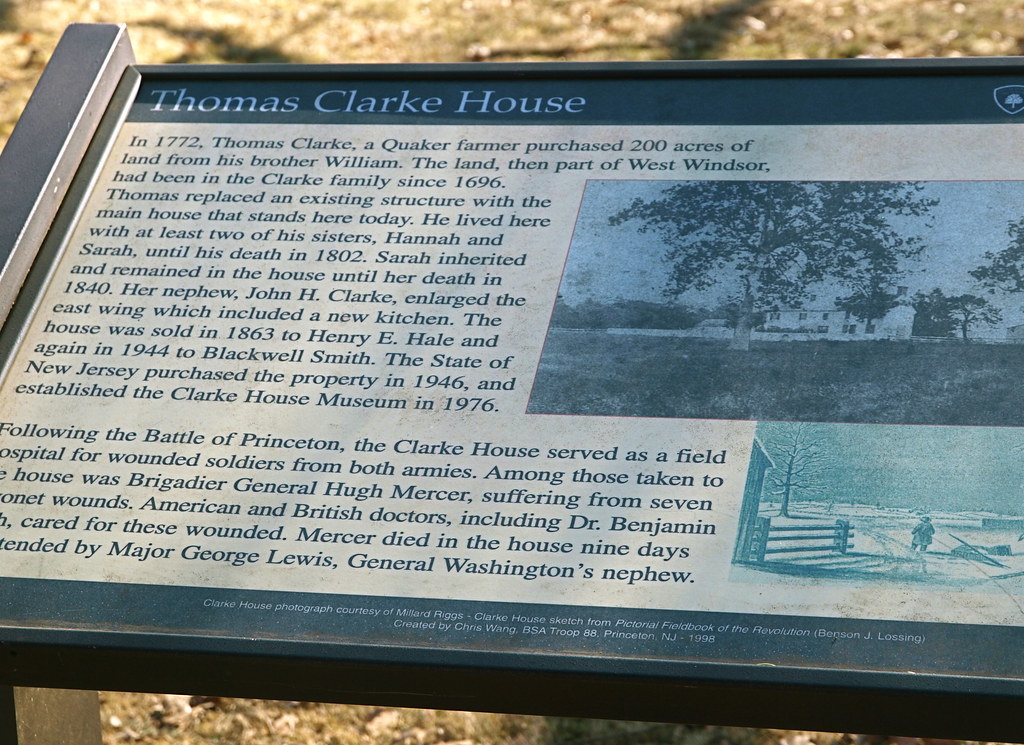 Thomas Clarke House
In 1772, Thomas Clarke, a Quaker farmer purchased 200 acres of
land from his brother William. The land, then part of West Windsor,
had been in the Clarke family since 1696.
Thomas replaced an existing structure with the
main house that stands here today. He lived here
with at least two of his sisters, Hannah and
Sarah, until his death in 1802. Sarah inherited
and remained in the house until her death in
1840. Her nephew, John H. Clarke, enlarged the
east wing which included a new kitchen. The
house was sold in 1863 to Henry E. Hale and
again in 1944 to Blackwell Smith. The State of
New Jersey purchased the property in 1946, and
established the Clarke House Museum in 1976.
Following the Battle of Princeton, the Clarke House served as a field
ospital for wounded soldiers from both armies. Among those taken to
e house was Brigadier General Hugh Mercer, suffering from seven
onet wounds. American and British doctors, including Dr. Benjamin
h, cared for these wounded. Mercer died in the house nine days
tended by Major George Lewis, General Washington's nephew.
Clarke House photograph courtesy of Millard Riggs - Clarke House sketch from Pictorial Fieldbook of the Revolution (Benson J. Lossing)
Created by Chris Wang, BSA Troop 88, Princeton, NJ - 1998